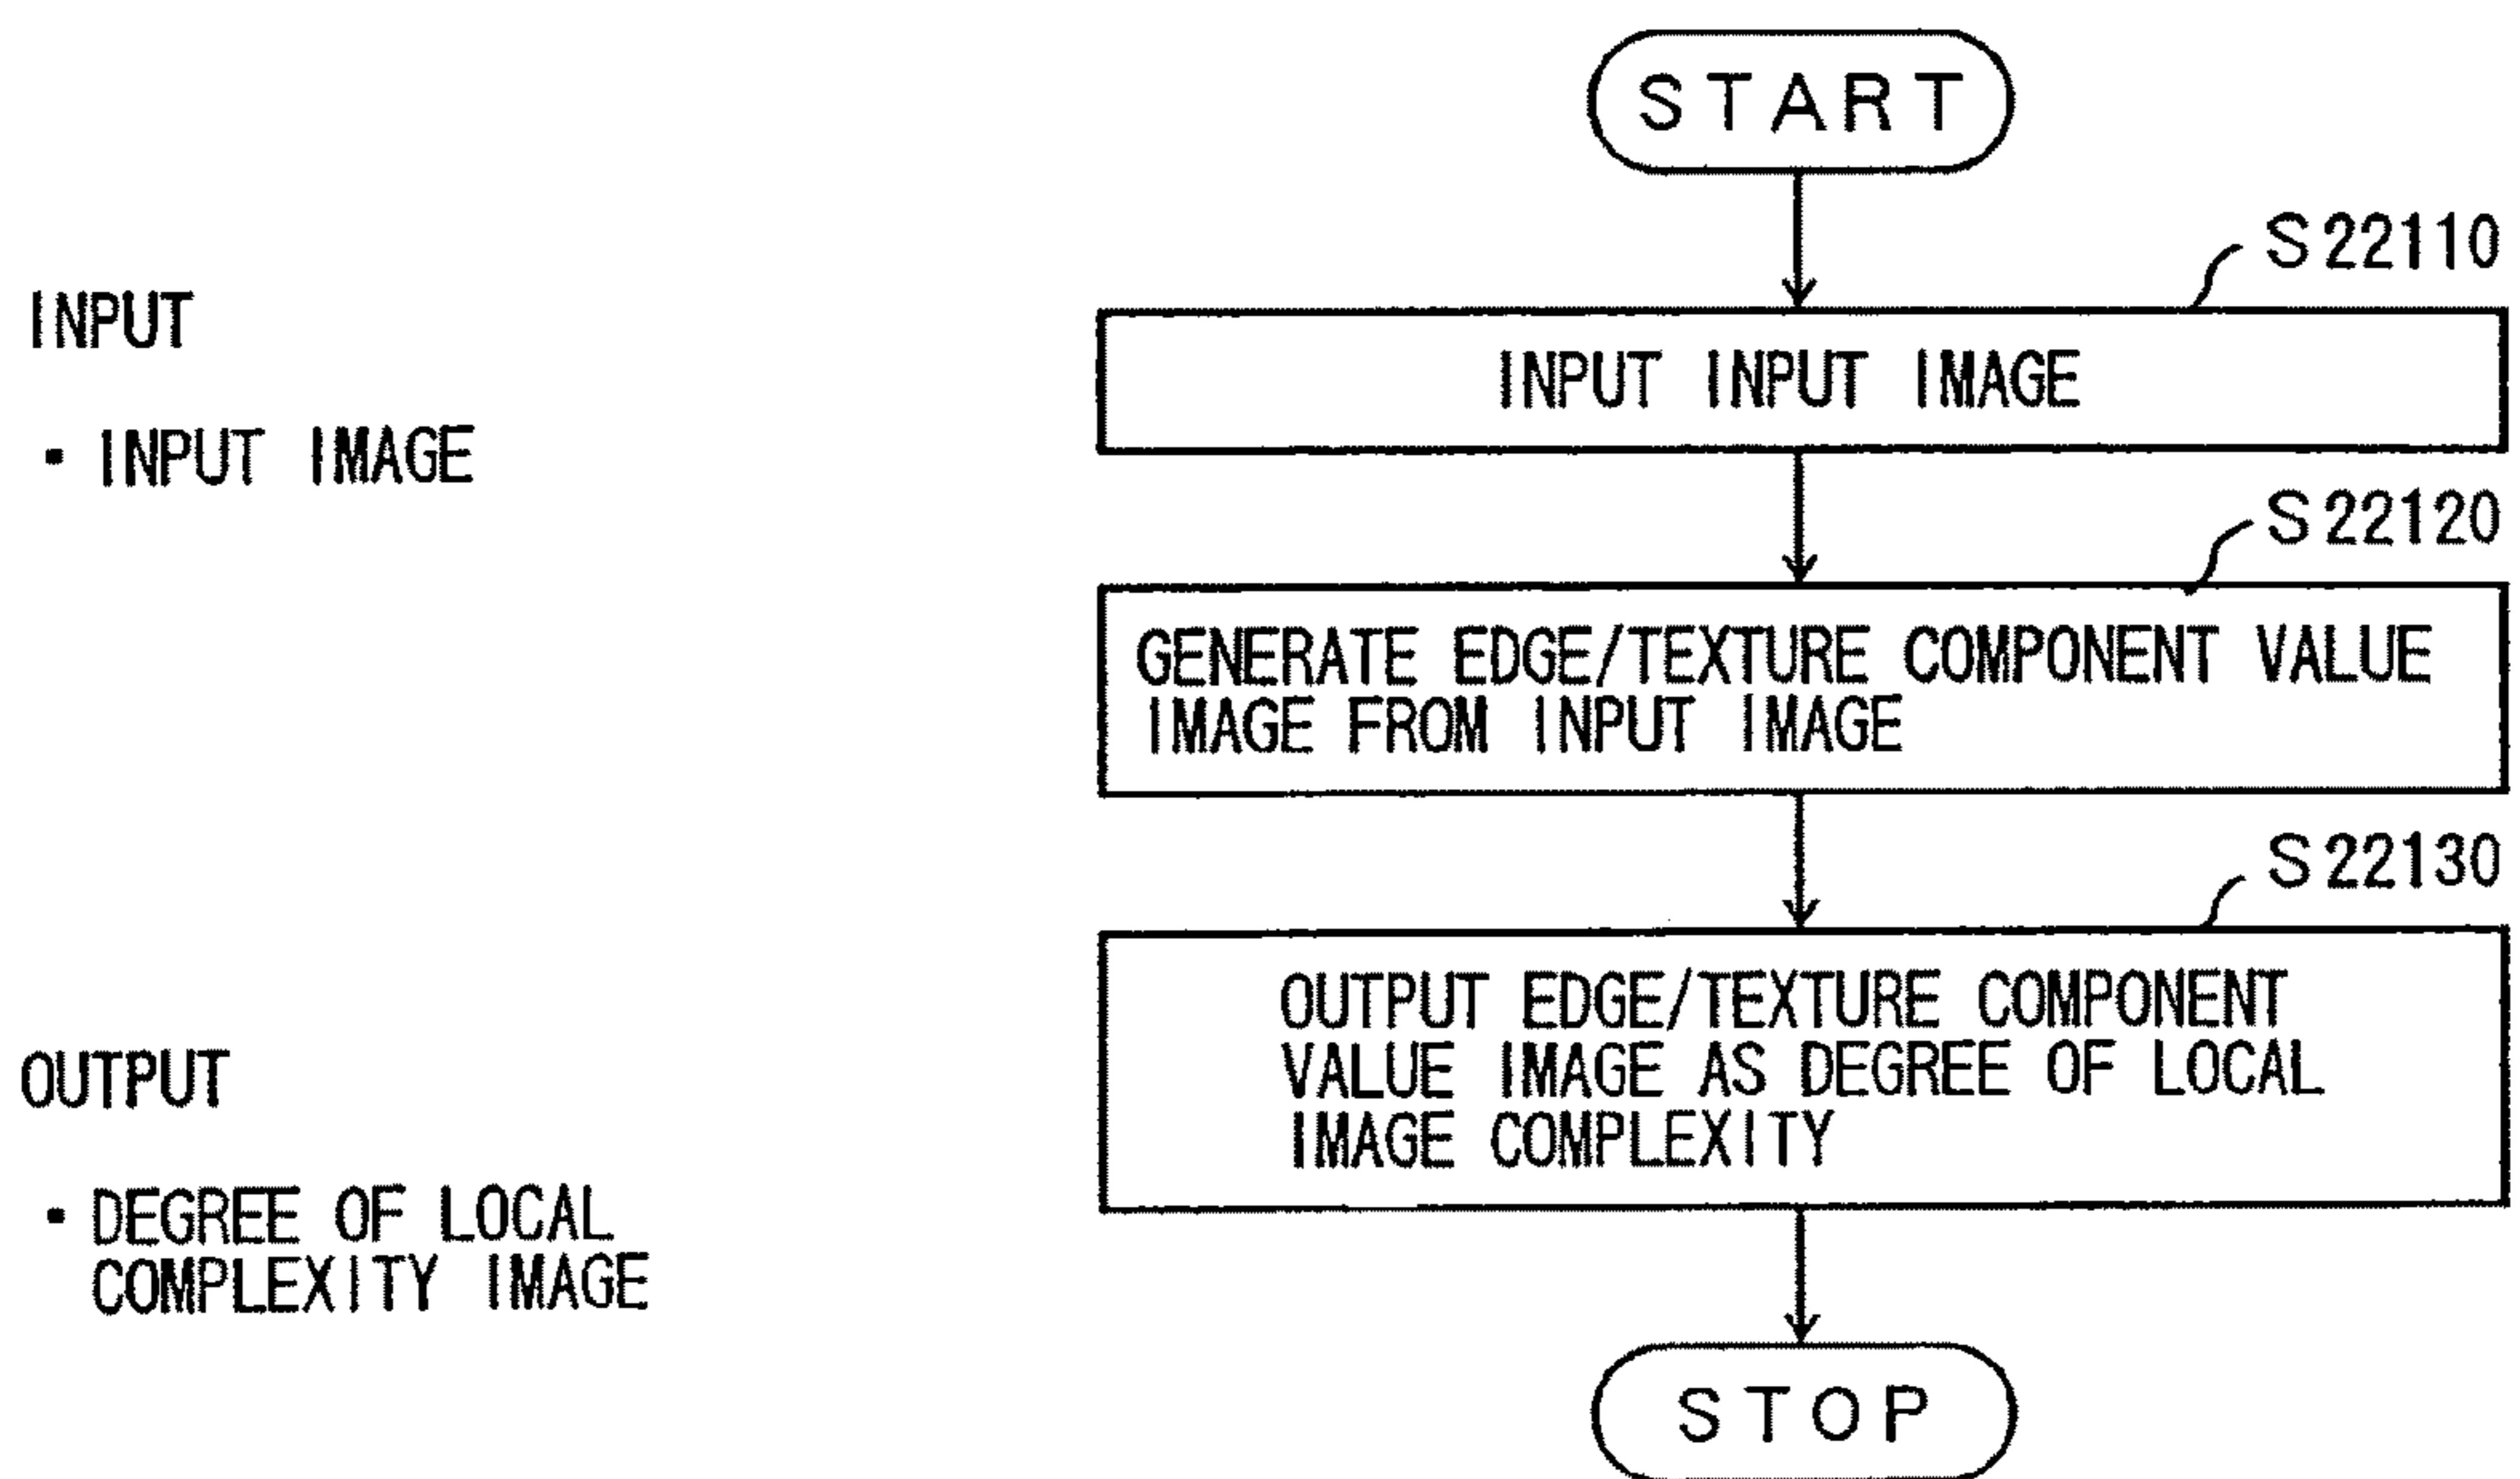 START
S22110
INPUT
INPUT INPUT IMAGE
▪ INPUT IMAGE
S22120
GENERATE EDGE/TEXTURE COMPONENT VALUE
IMAGE FROM INPUT IMAGE
S22130
OUTPUT EDGE/TEXTURE COMPONENT
VALUE IMAGE AS DEGREE OF LOCAL
IMAGE COMPLEXITY
OUTPUT
▪ DEGREE OF LOCAL
COMPLEXITY IMAGE
STOP